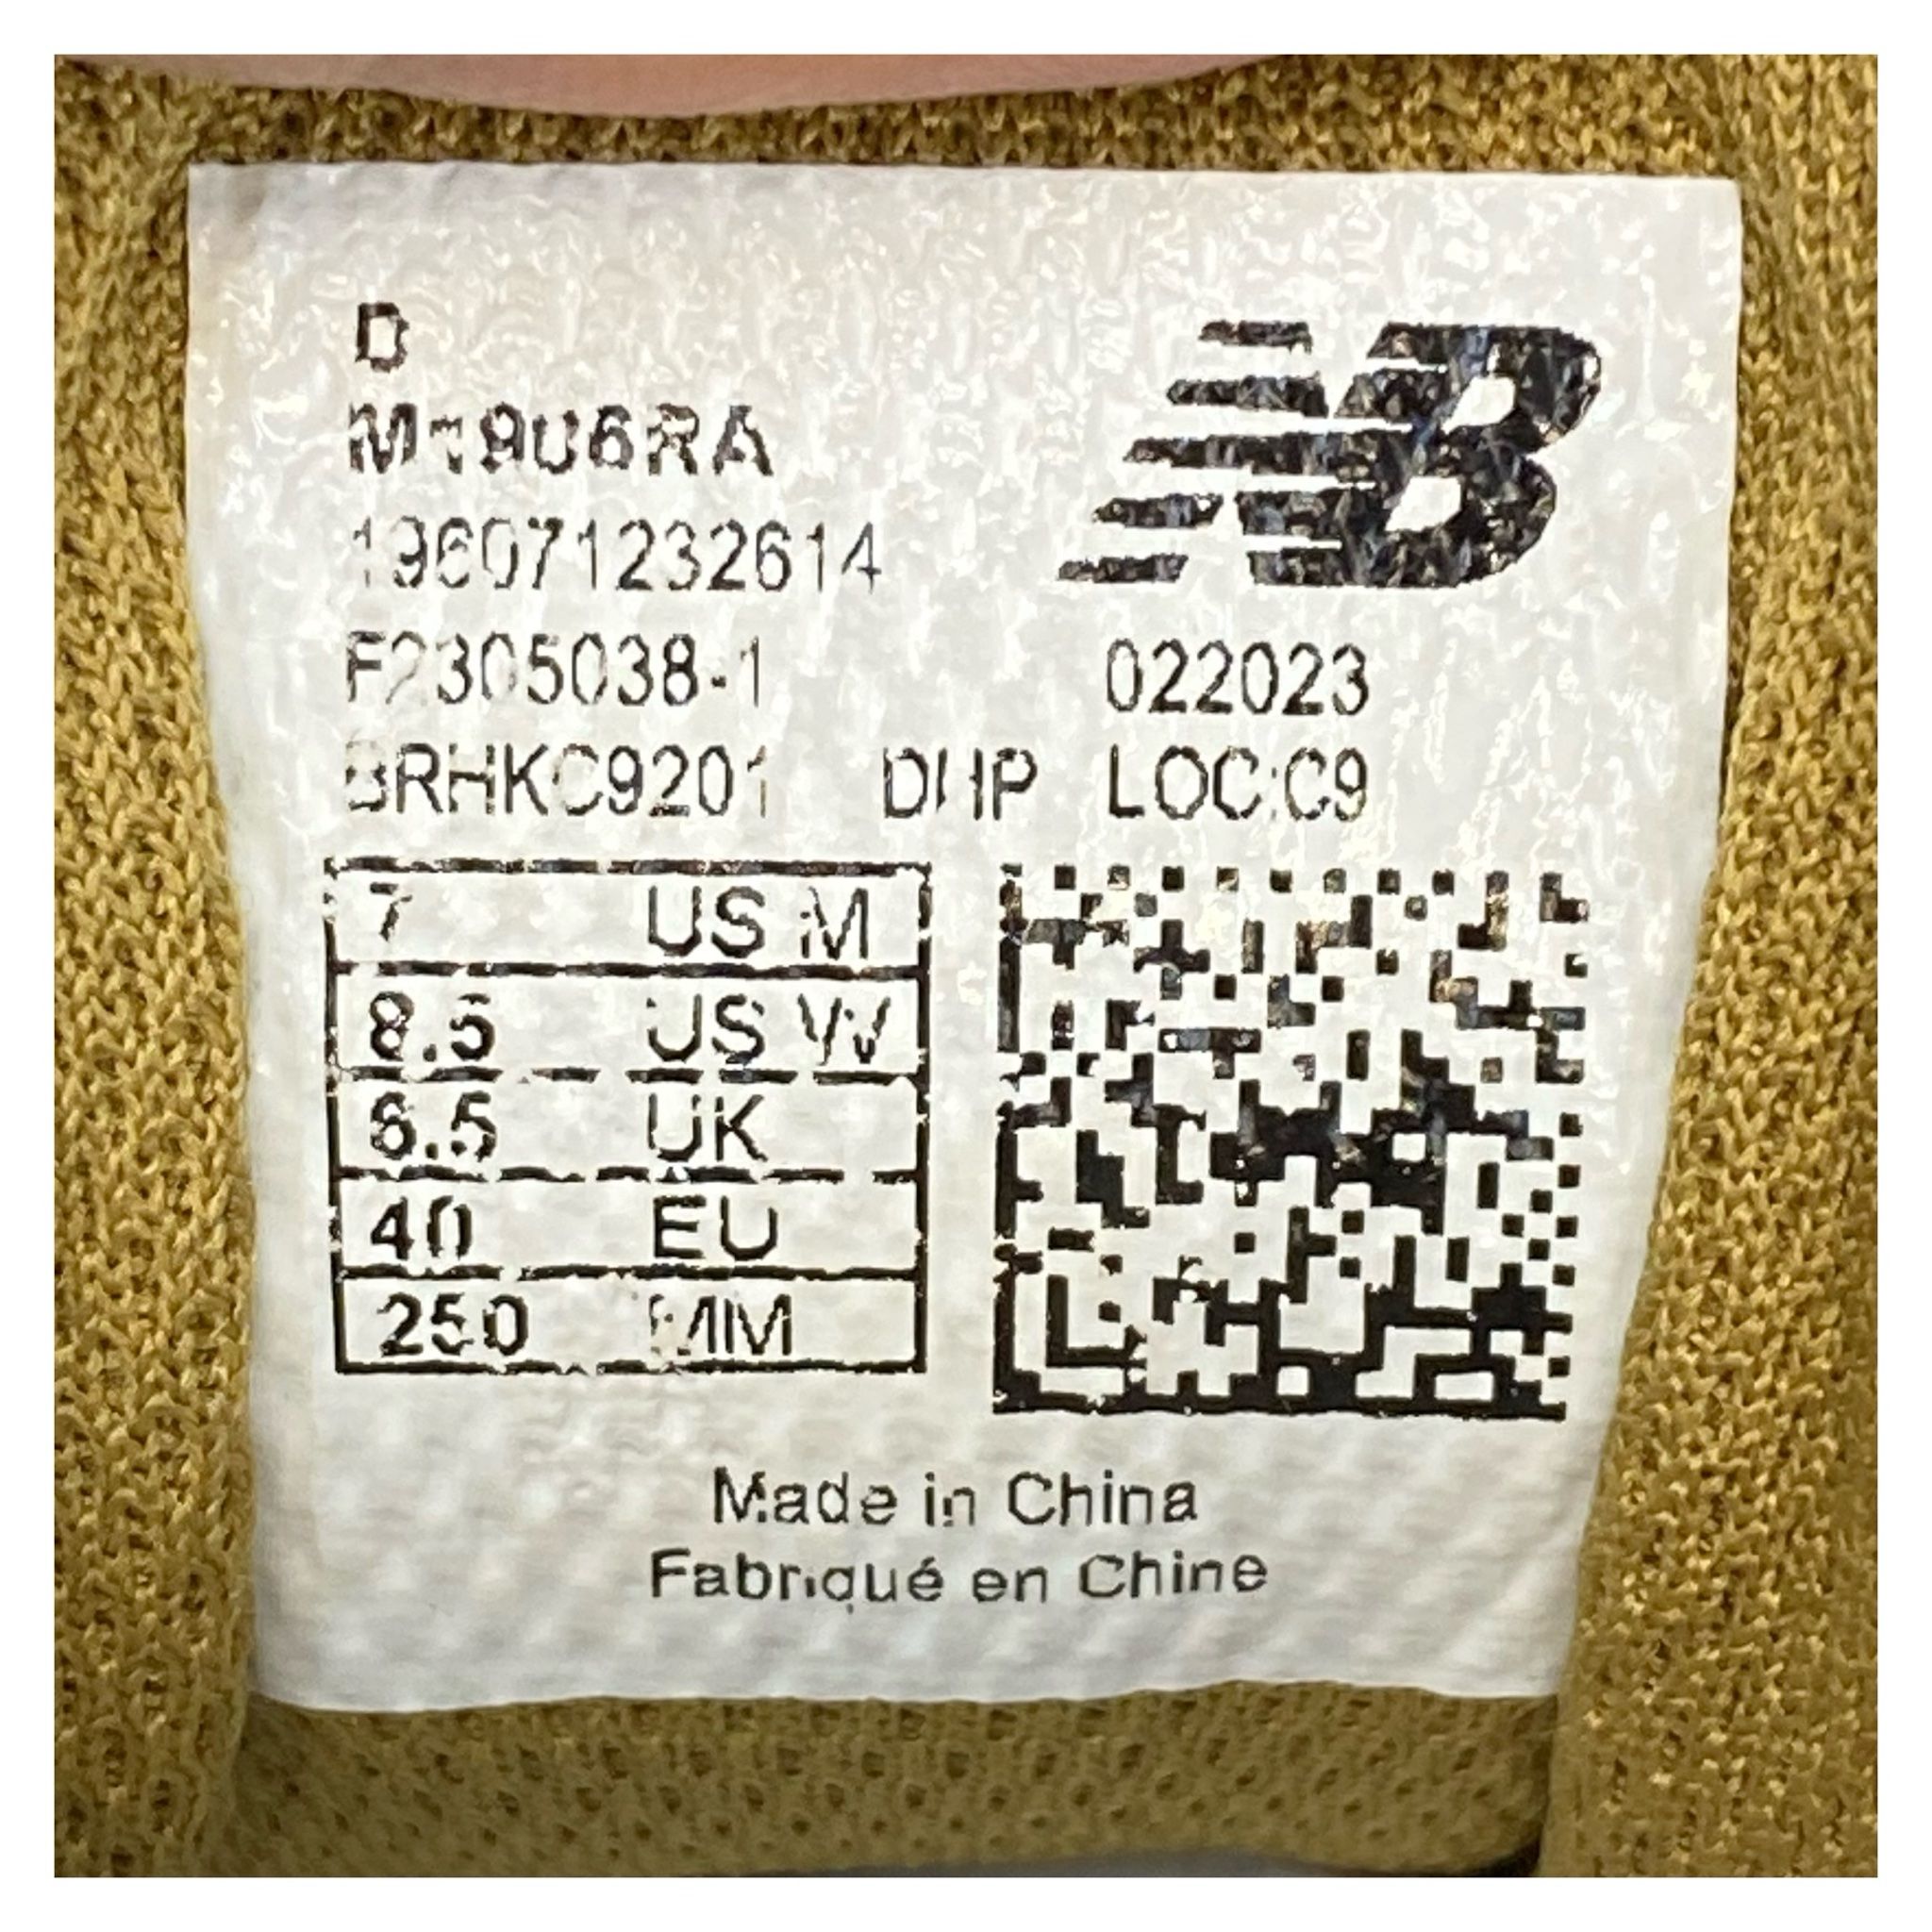 D
M1906RA
196071232614
F2305038-1 022023
BRHKC9201 DHP LOC:C9
7 US M
8.5 US W
6.5 UK
40 EU
250 MM
Made in China
Fabriqué en Chine